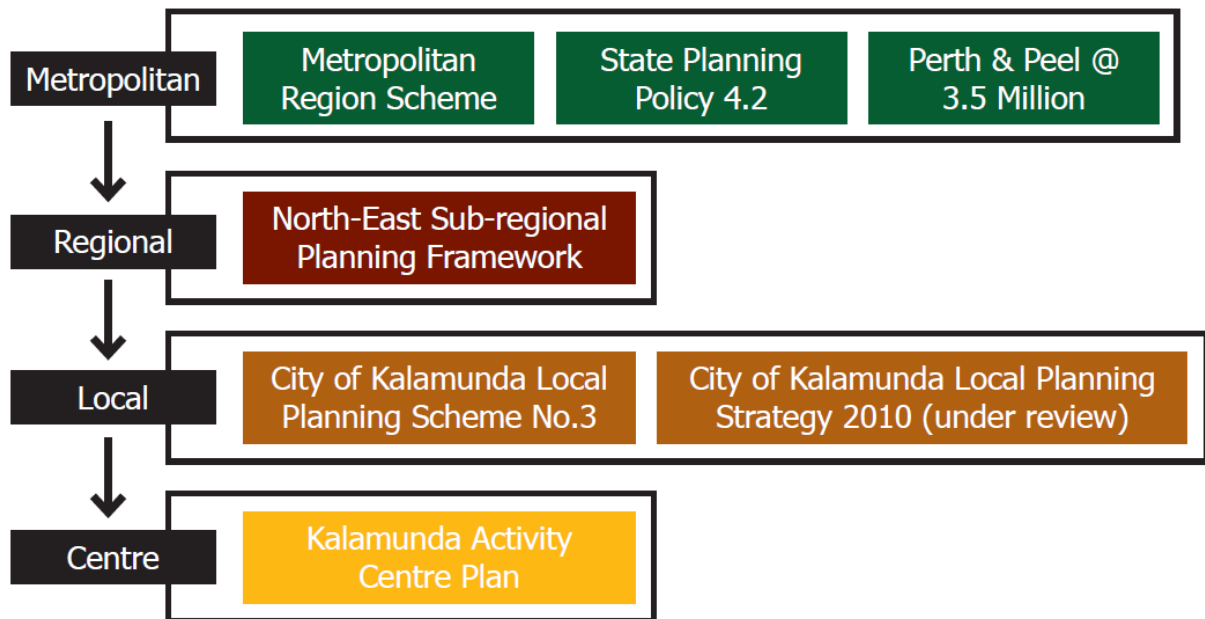 Metropolitan
Metropolitan
Region Scheme
State Planning
Policy 4.2
Perth & Peel @
3.5 Million
Regional
North-East Sub-regional
Planning Framework
Local
City of Kalamunda Local
Planning Scheme No.3
City of Kalamunda Local Planning
Strategy 2010 (under review)
Centre
Kalamunda Activity
Centre Plan